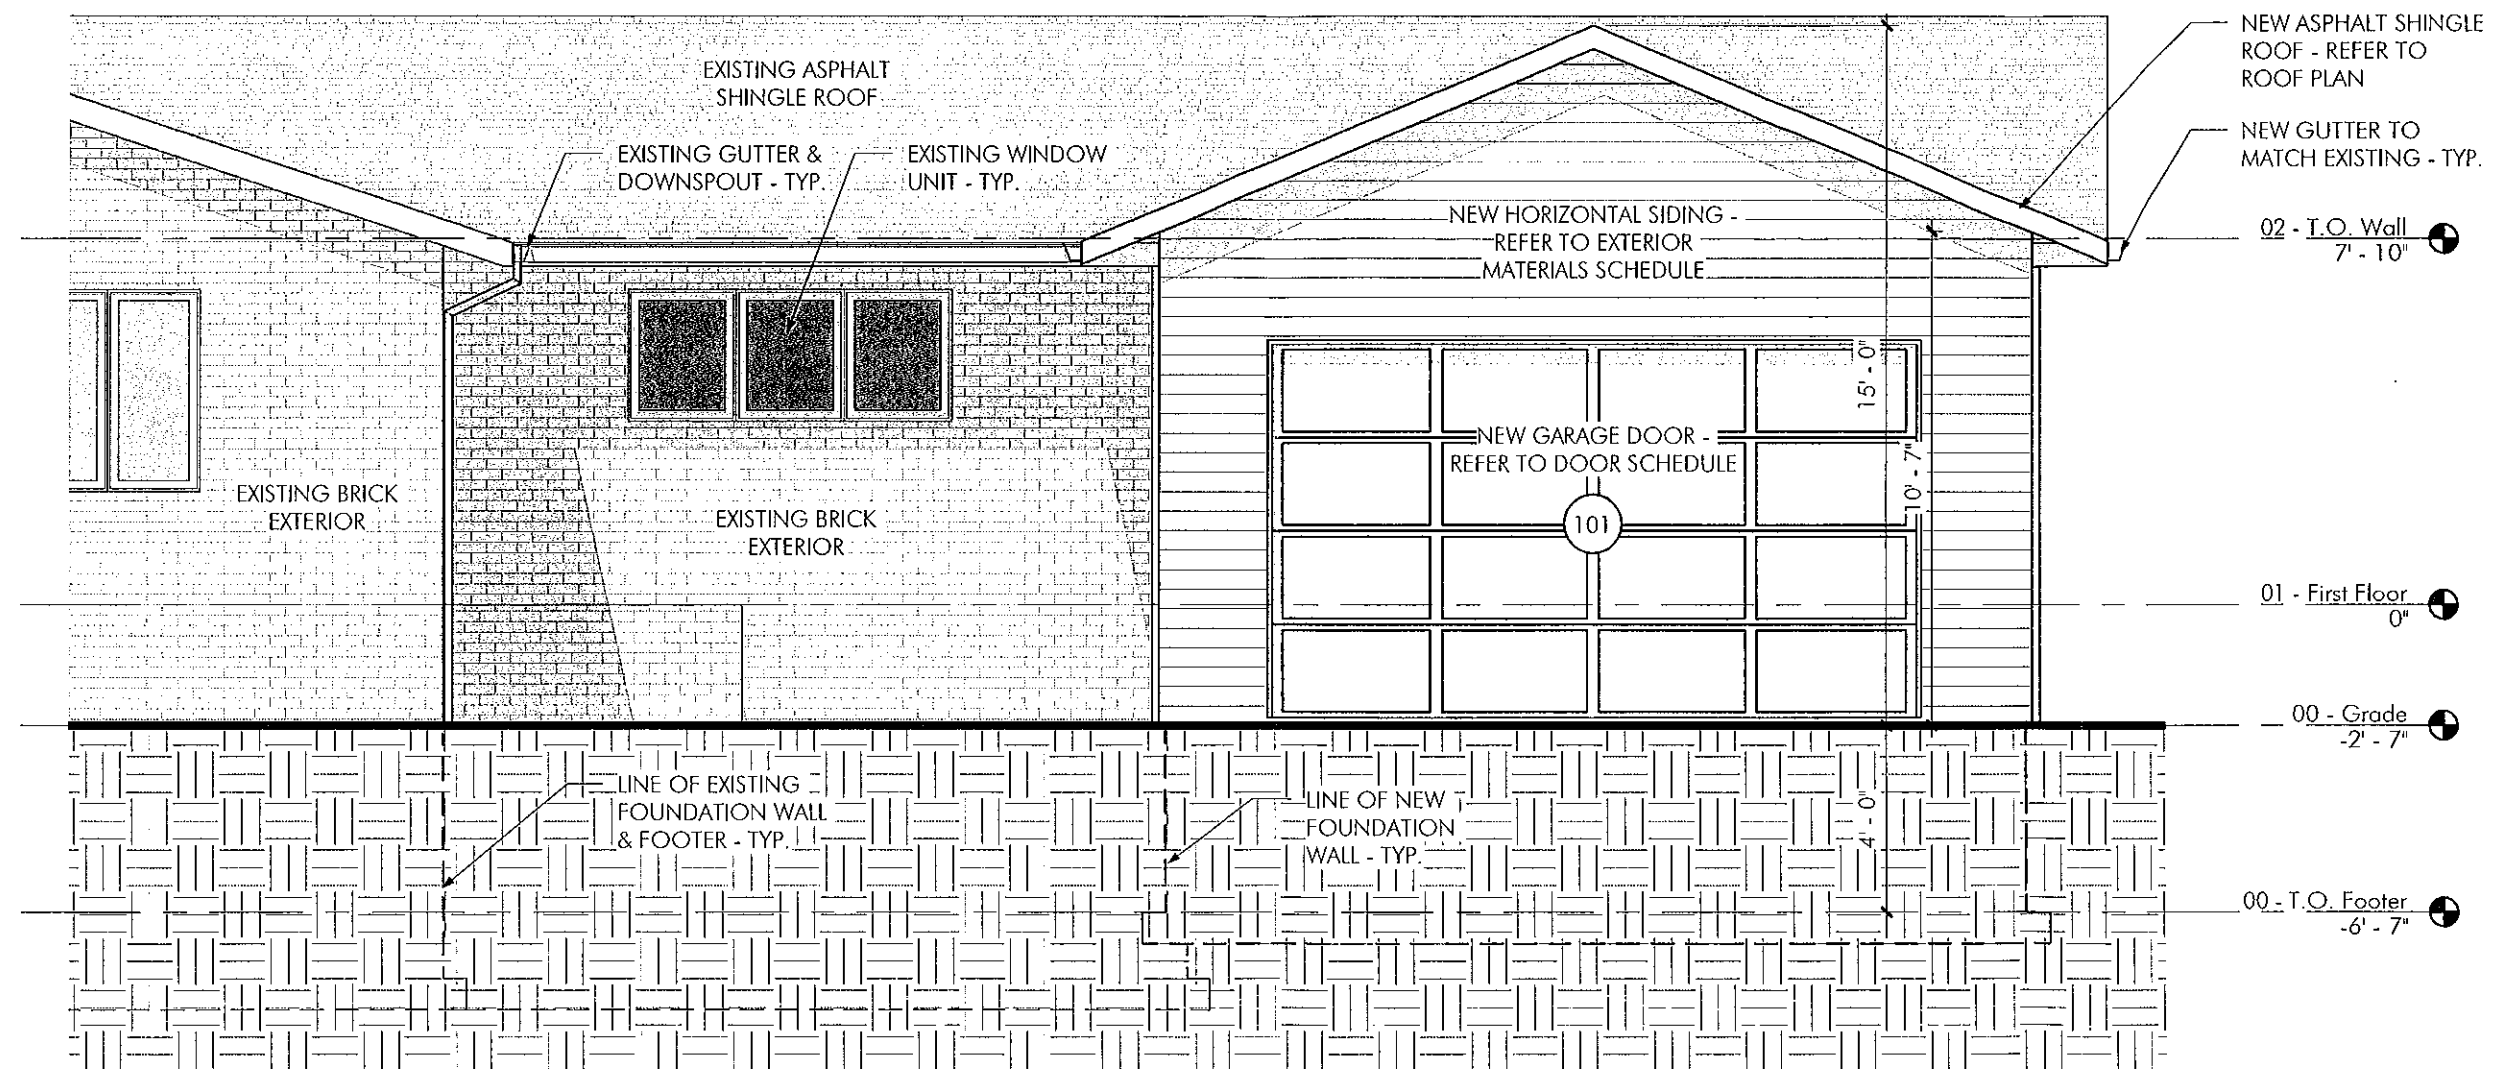 EXISTING ASPHALT
SHINGLE ROOF
EXISTING GUTTER &
DOWNSPOUT - TYP.
EXISTING WINDOW
UNIT - TYP.
NEW ASPHALT SHINGLE
ROOF - REFER TO
ROOF PLAN
NEW GUTTER TO
MATCH EXISTING - TYP.
NEW HORIZONTAL SIDING -
REFER TO EXTERIOR
MATERIALS SCHEDULE
02 - T.O. Wall
7' - 10"
15' - 0"
10' - 7"
NEW GARAGE DOOR -
REFER TO DOOR SCHEDULE
101
EXISTING BRICK
EXTERIOR
EXISTING BRICK
EXTERIOR
01 - First Floor
0"
00 - Grade
-2' - 7"
LINE OF EXISTING
FOUNDATION WALL
& FOOTER - TYP.
LINE OF NEW
FOUNDATION
WALL - TYP.
4' - 0"
00 - T.O. Footer
-6' - 7"